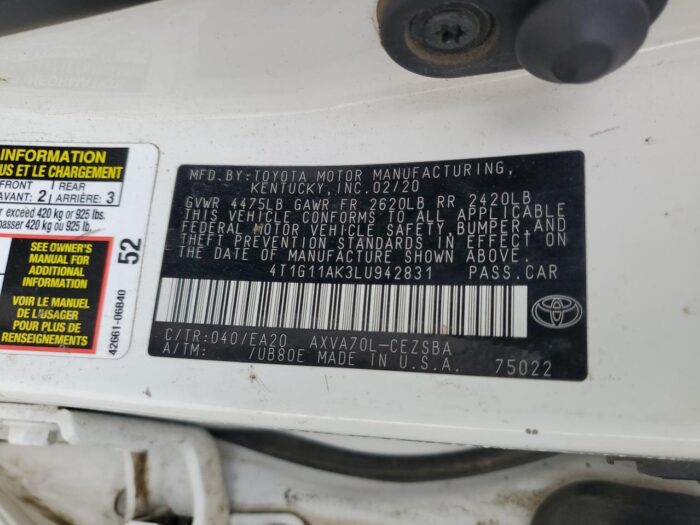 INFORMATION
US ET LE CHARGEMENT
FRONT
AVANT: 2
REAR
ARRIÈRE: 3
exceed 420 kg or 925 lbs.
passer 420 kg ou 925 lb.
SEE OWNER'S
MANUAL FOR
ADDITIONAL
INFORMATION
VOIR LE MANUEL
DE L'USAGER
POUR PLUS DE
RENSEIGNEMENTS
52
42661-06B40
MFD.BY:TOYOTA MOTOR MANUFACTURING,
KENTUCKY,INC.02/20
GVWR 4475LB GAWR FR 2620LB RR 2420LB
THIS VEHICLE CONFORMS TO ALL APPLICABLE
FEDERAL MOTOR VEHICLE SAFETY,BUMPER,AND
THEFT PREVENTION STANDARDS IN EFFECT ON
THE DATE OF MANUFACTURE SHOWN ABOVE.
4T1G11AK3LU942831 PASS.CAR
C/TR:040/EA20 AXVA70L-CEZSBA
A/TM: /UB80E MADE IN U.S.A. 75022